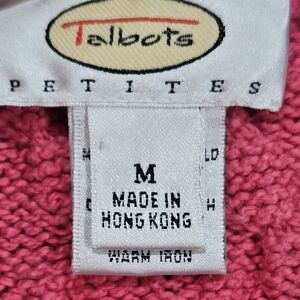 Talbots
PETITES
M
MADE IN
HONG KONG
WARM IRON